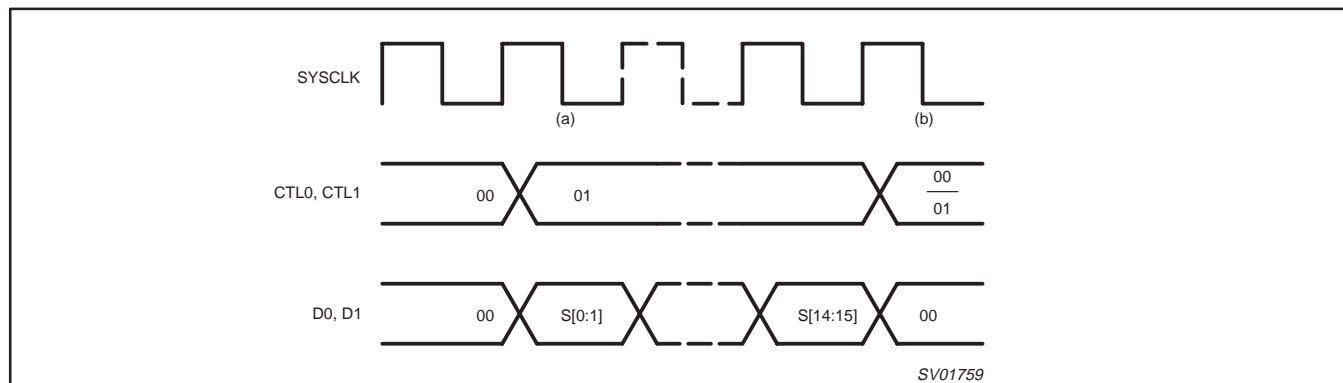 SYSCLK
(a) (b)
CTL0, CTL1 00 01 00
01
D0, D1 00 S[0:1] S[14:15] 00
SV01759